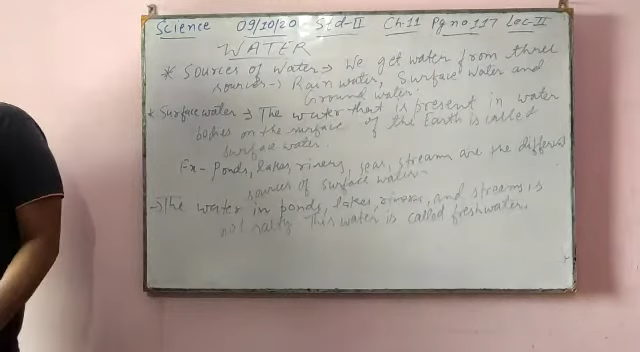 Science 09/10/20 Std-II Ch:11 Pg no 117 Lec-II
WATER
* Sources of Water → We get water from three
sources → Rain water, Surface Water and
Ground water.
* Surface water → The water that is present in water
bodies on the surface of the Earth is called
surface water.
Ex- Ponds, lakes, rivers, seas, streams are the different
sources of surface water.
→ The water in ponds, lakes, rivers, and streams is
not salty. This water is called freshwater.